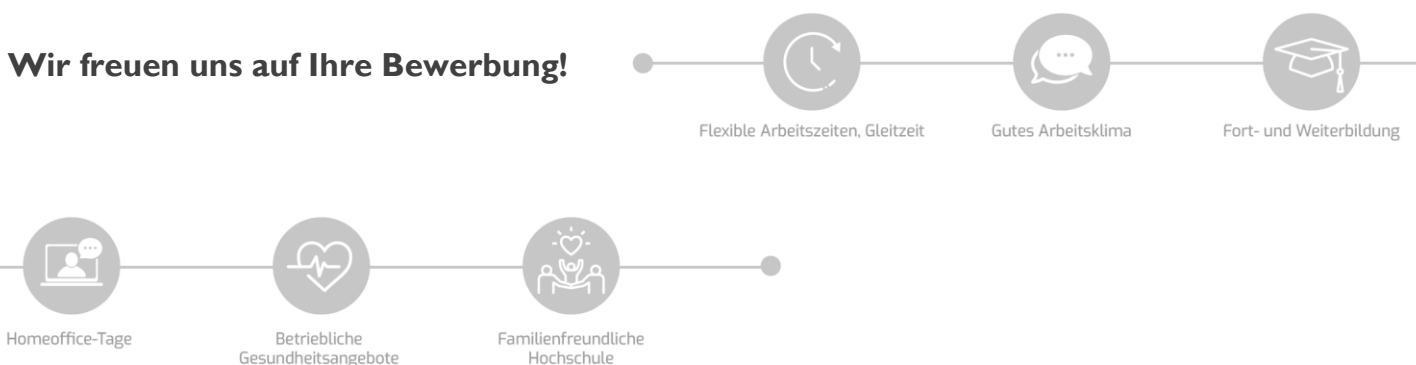 Wir freuen uns auf Ihre Bewerbung!
Flexible Arbeitszeiten, Gleitzeit
Gutes Arbeitsklima
Fort- und Weiterbildung
Homeoffice-Tage
Betriebliche
Gesundheitsangebote
Familienfreundliche
Hochschule